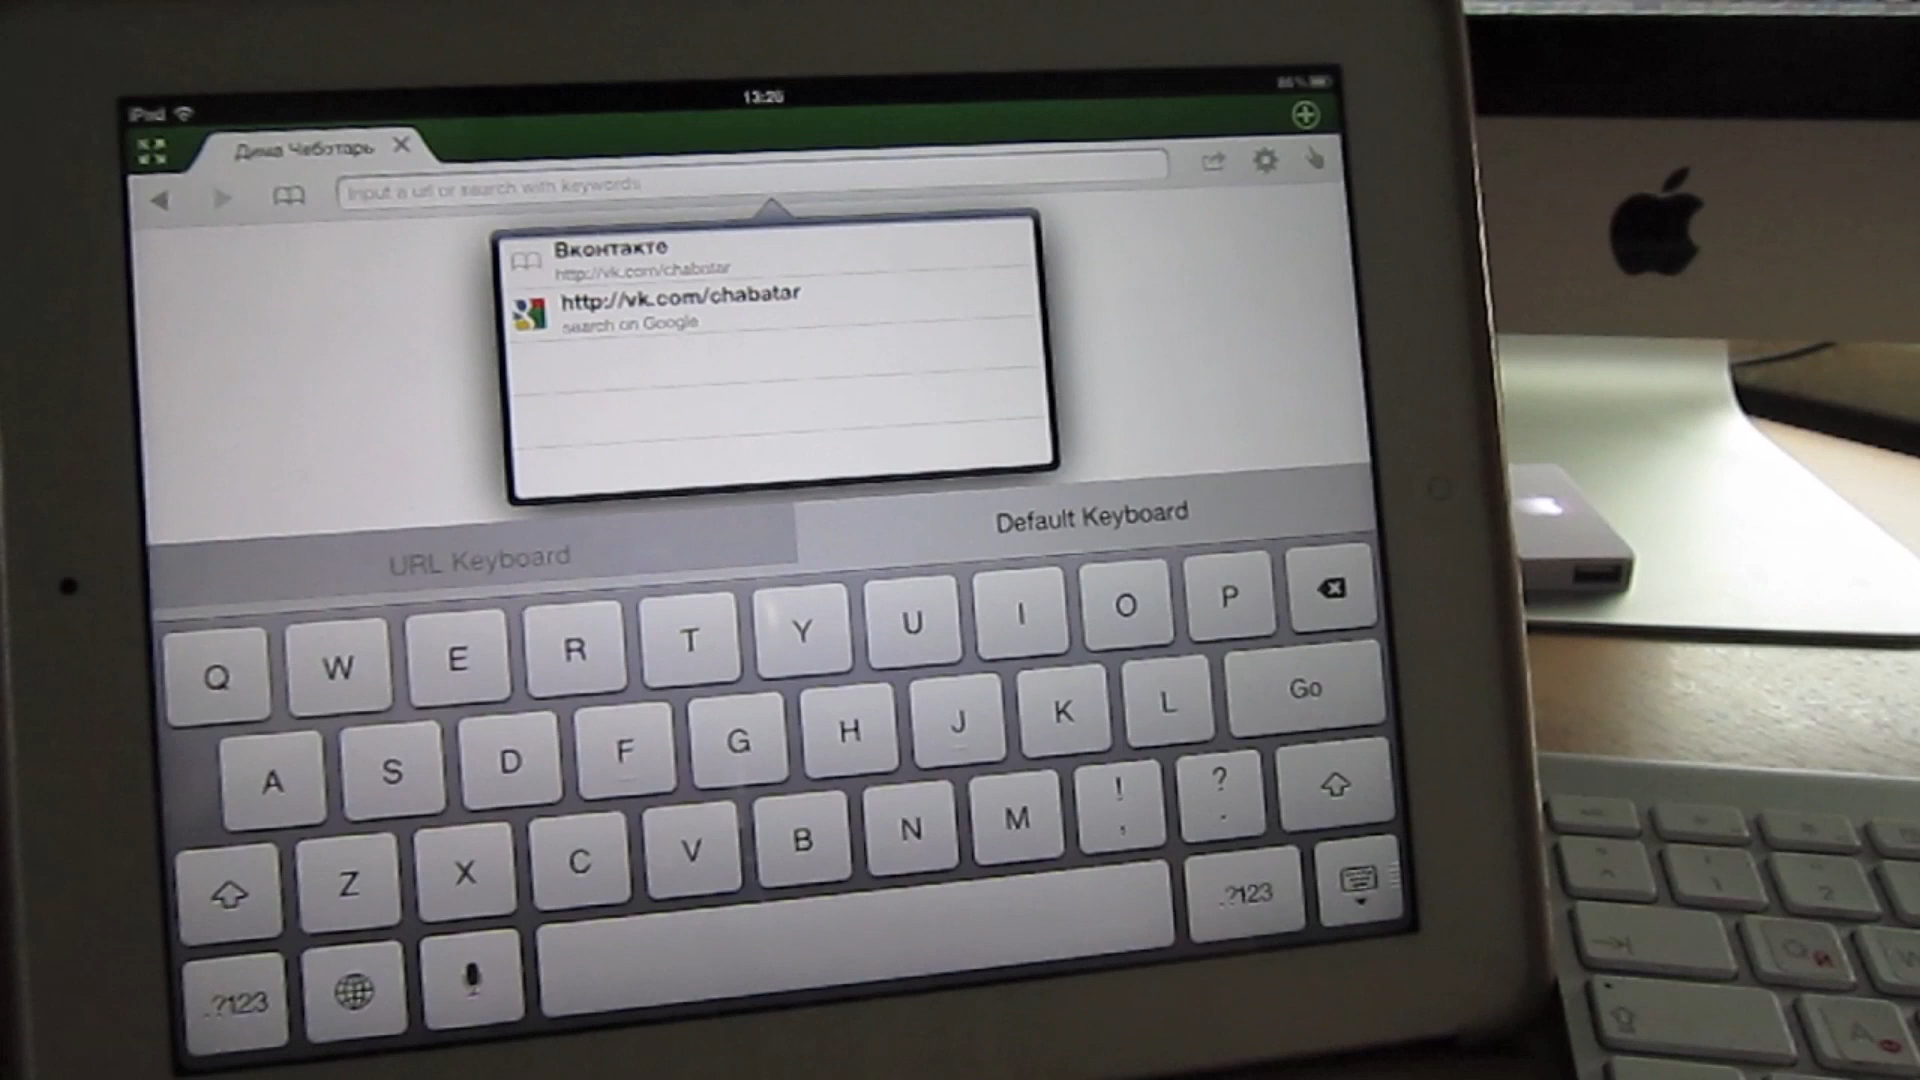 iPad
13:26
Дима Чеботарь
Input a url or search with keywords
Вконтакте
http://vk.com/chabatar
http://vk.com/chabatar
search on Google
URL Keyboard
Default Keyboard
Q W E R T Y U I O P
A S D F G H J K L Go
Z X C V B N M ! , ? .
.?123 .?123
2
Й
A